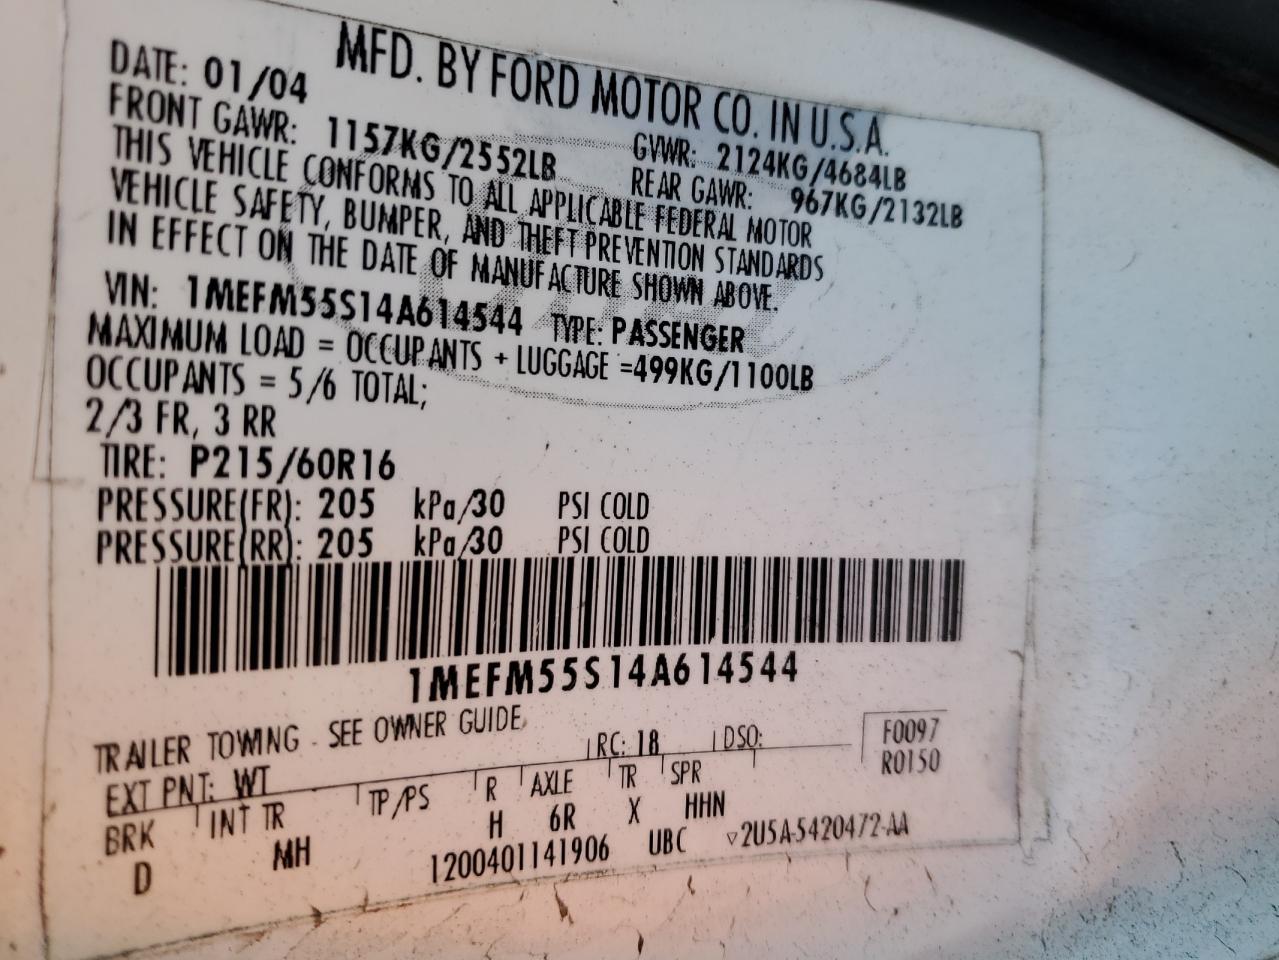 MFD. BY FORD MOTOR CO. IN U.S.A.
DATE: 01/04 GVWR: 2124KG/4684LB
FRONT GAWR: 1157KG/2552LB REAR GAWR: 967KG/2132LB
THIS VEHICLE CONFORMS TO ALL APPLICABLE FEDERAL MOTOR
VEHICLE SAFETY, BUMPER, AND THEFT PREVENTION STANDARDS
IN EFFECT ON THE DATE OF MANUFACTURE SHOWN ABOVE.
VIN: 1MEFM55S14A614544 TYPE: PASSENGER
MAXIMUM LOAD = OCCUPANTS + LUGGAGE =499KG/1100LB
OCCUPANTS = 5/6 TOTAL;
2/3 FR, 3 RR
TIRE: P215/60R16
PRESSURE(FR): 205 kPa/30 PSI COLD
PRESSURE(RR): 205 kPa/30 PSI COLD
1MEFM55S14A614544
TRAILER TOWING - SEE OWNER GUIDE
F0097
EXT PNT: WT RC: 18 DSO:
R0150
BRK INT TR TP/PS R AXLE TR SPR
D MH H 6R X HHN
1200401141906 UBC ▽2U5A-5420472-AA